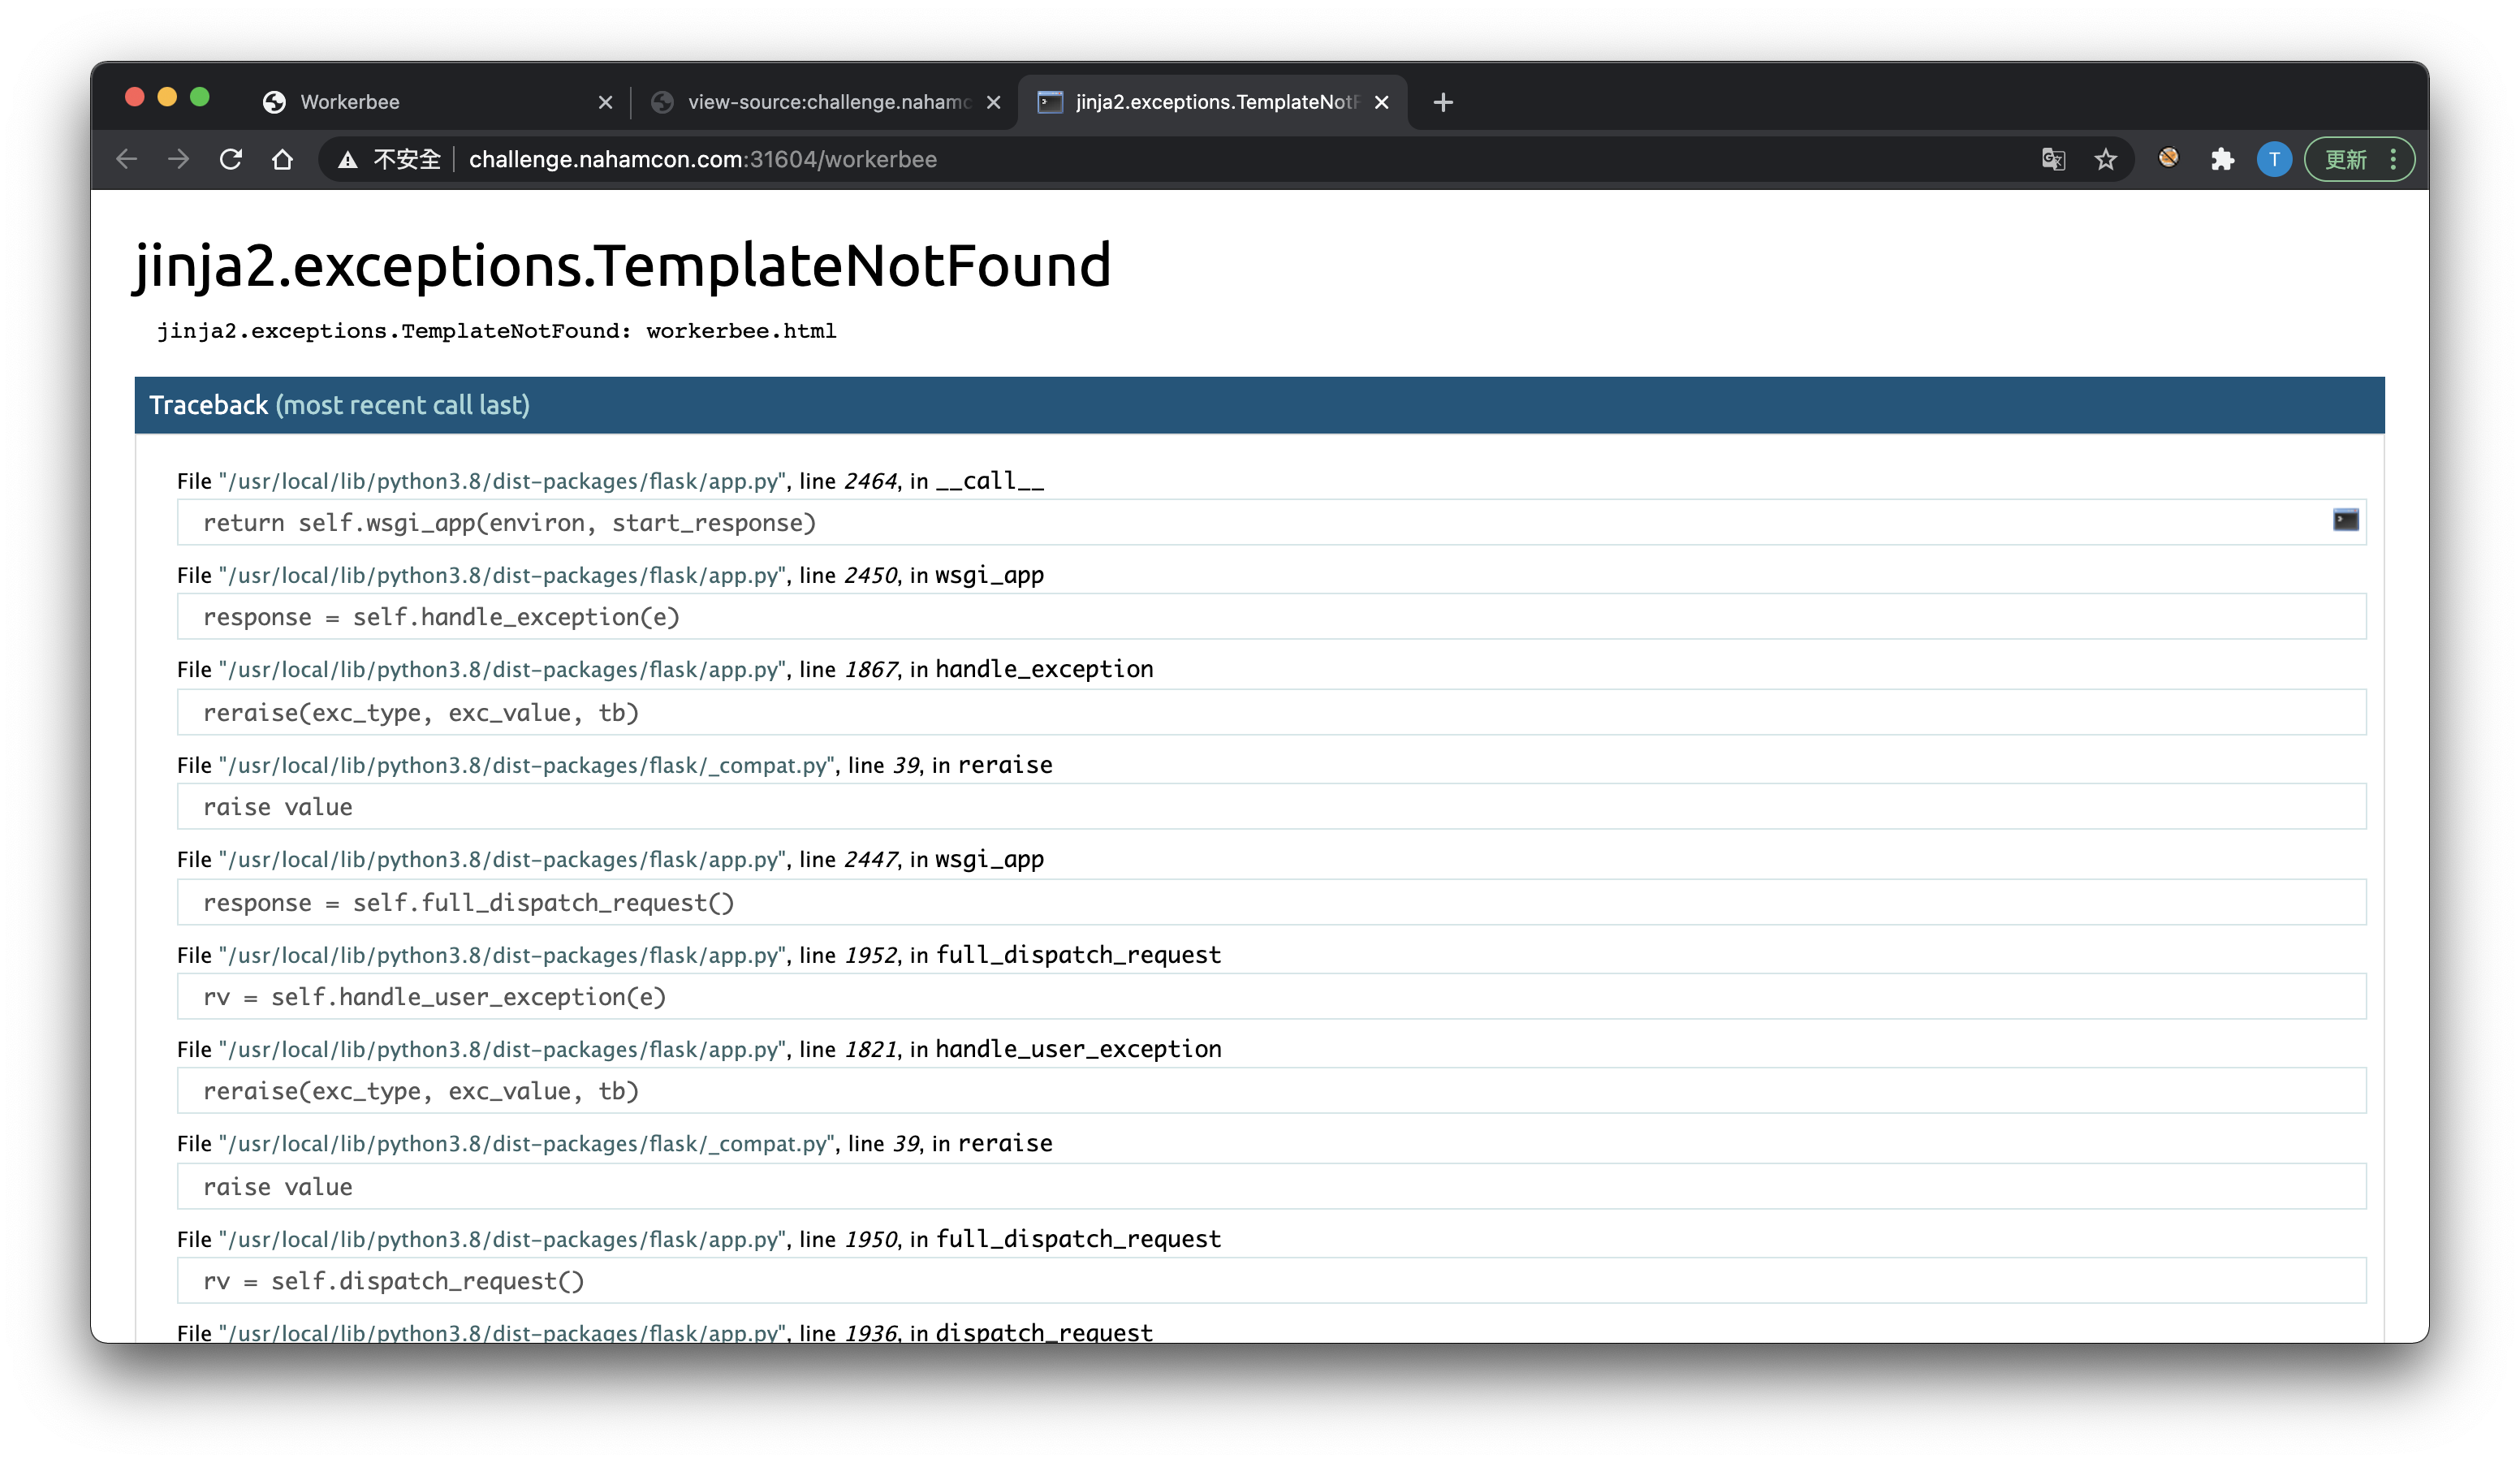 Workerbee
view-source:challenge.nahamc
jinja2.exceptions.TemplateNotF
不安全 challenge.nahamcon.com:31604/workerbee
T
更新
jinja2.exceptions.TemplateNotFound
jinja2.exceptions.TemplateNotFound: workerbee.html
Traceback (most recent call last)
File "/usr/local/lib/python3.8/dist-packages/flask/app.py", line 2464, in __call__
return self.wsgi_app(environ, start_response)
File "/usr/local/lib/python3.8/dist-packages/flask/app.py", line 2450, in wsgi_app
response = self.handle_exception(e)
File "/usr/local/lib/python3.8/dist-packages/flask/app.py", line 1867, in handle_exception
reraise(exc_type, exc_value, tb)
File "/usr/local/lib/python3.8/dist-packages/flask/_compat.py", line 39, in reraise
raise value
File "/usr/local/lib/python3.8/dist-packages/flask/app.py", line 2447, in wsgi_app
response = self.full_dispatch_request()
File "/usr/local/lib/python3.8/dist-packages/flask/app.py", line 1952, in full_dispatch_request
rv = self.handle_user_exception(e)
File "/usr/local/lib/python3.8/dist-packages/flask/app.py", line 1821, in handle_user_exception
reraise(exc_type, exc_value, tb)
File "/usr/local/lib/python3.8/dist-packages/flask/_compat.py", line 39, in reraise
raise value
File "/usr/local/lib/python3.8/dist-packages/flask/app.py", line 1950, in full_dispatch_request
rv = self.dispatch_request()
File "/usr/local/lib/python3.8/dist-packages/flask/app.py", line 1936, in dispatch_request